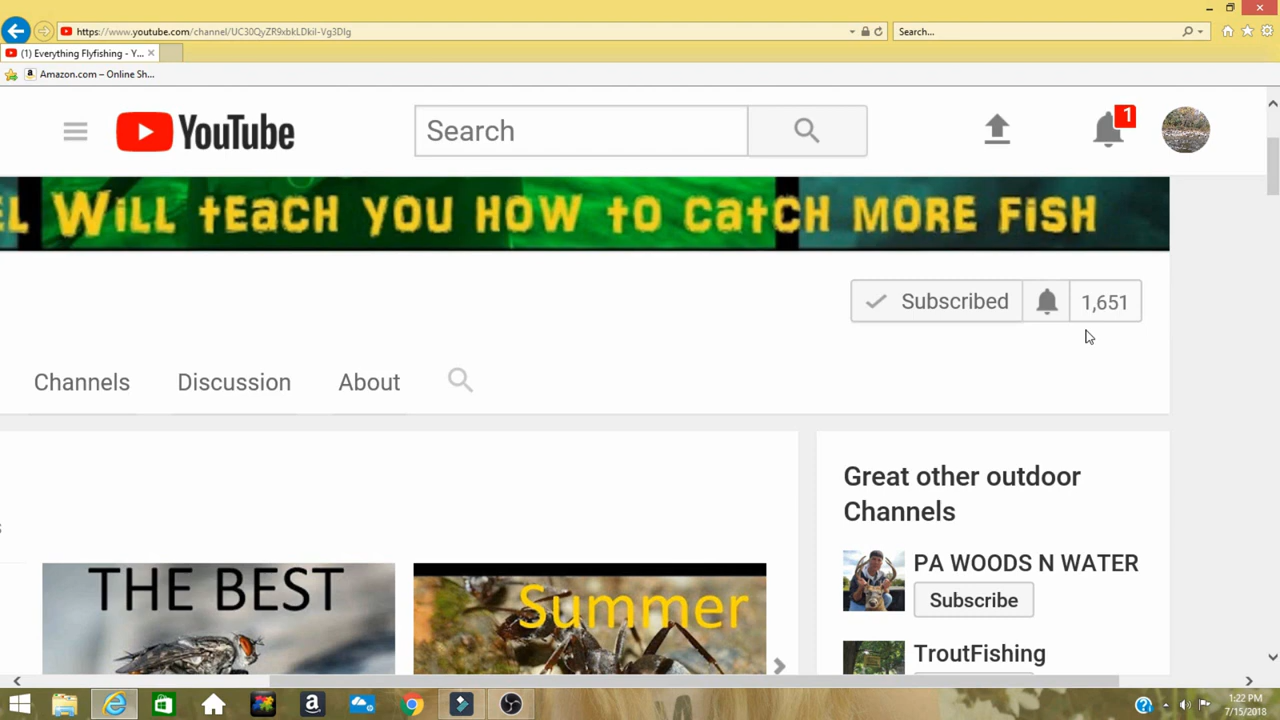 https://www.youtube.com/channel/UC30QyZR9xbkLDkiI-Vg3DIg
Search...
(1) Everything Flyfishing - Y...
Amazon.com – Online Sh...
YouTube
Search
1
L Will tEacH YOU HOW to CatCH MORE FiSH
Subscribed
1,651
Channels
Discussion
About
Great other outdoor
Channels
s
PA WOODS N WATER
Subscribe
THE BEST
Summer
TroutFishing
1:22 PM
7/15/2018